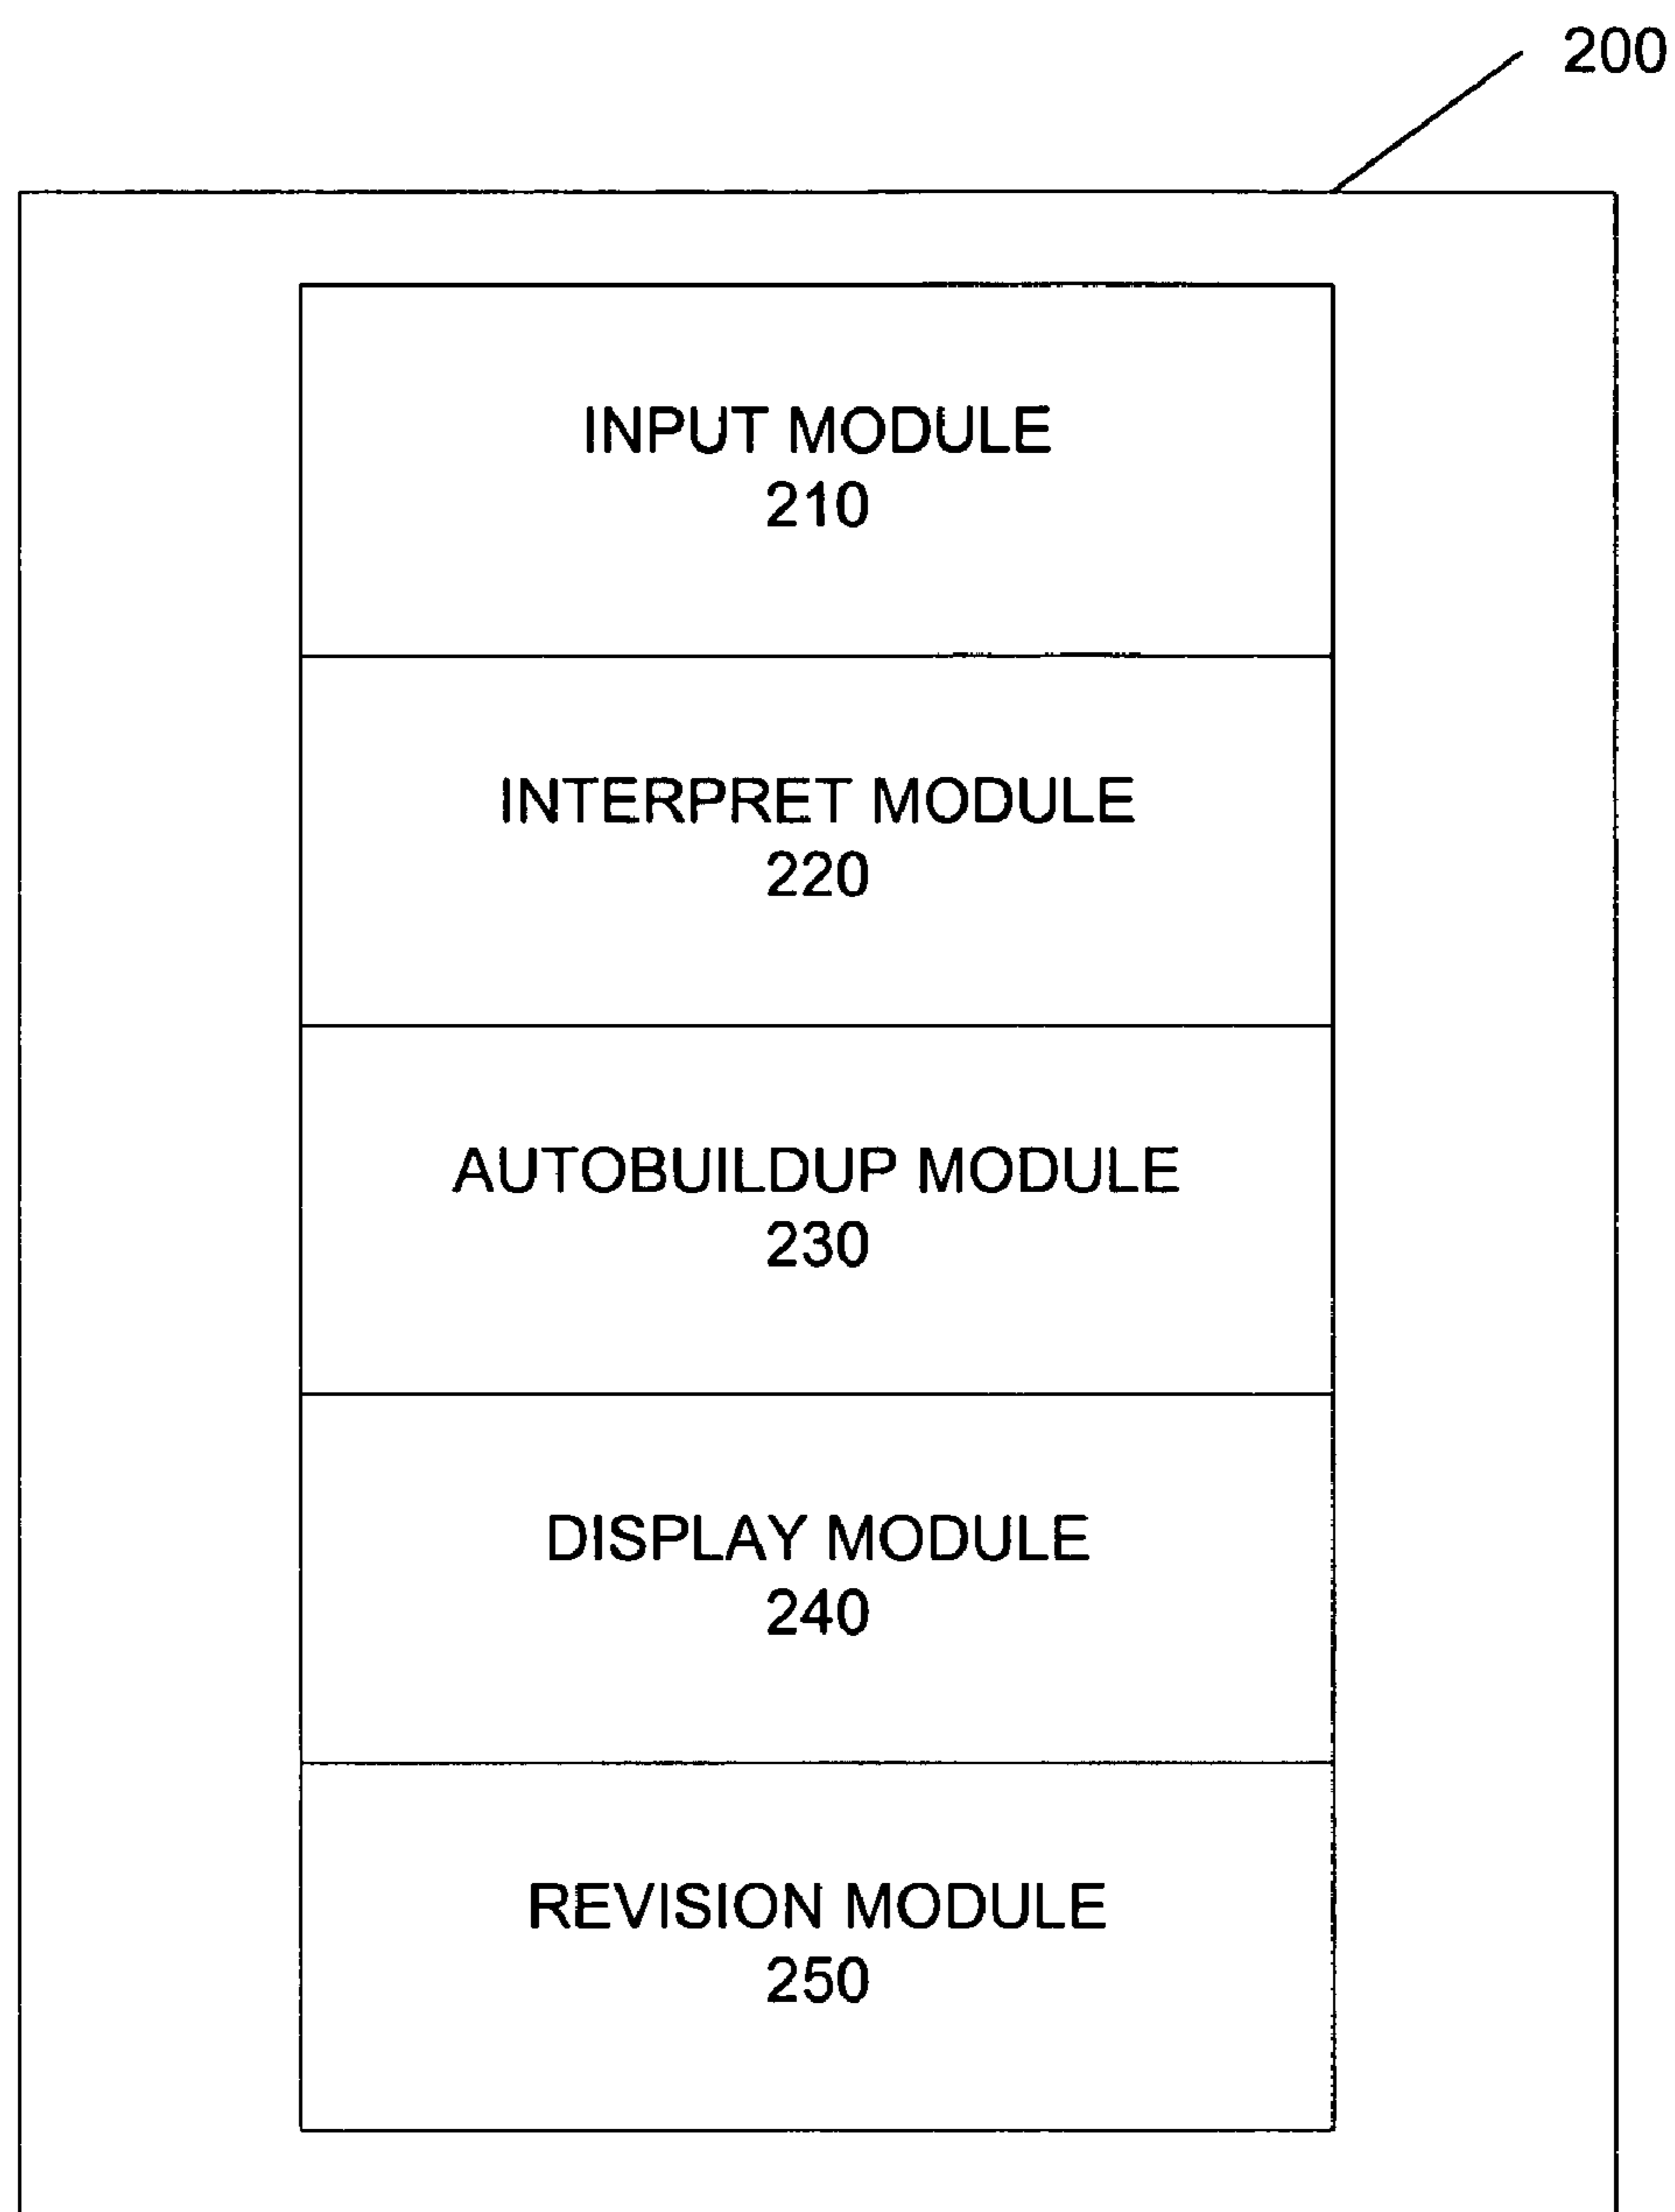 200
INPUT MODULE
210
INTERPRET MODULE
220
AUTOBUILDUP MODULE
230
DISPLAY MODULE
240
REVISION MODULE
250